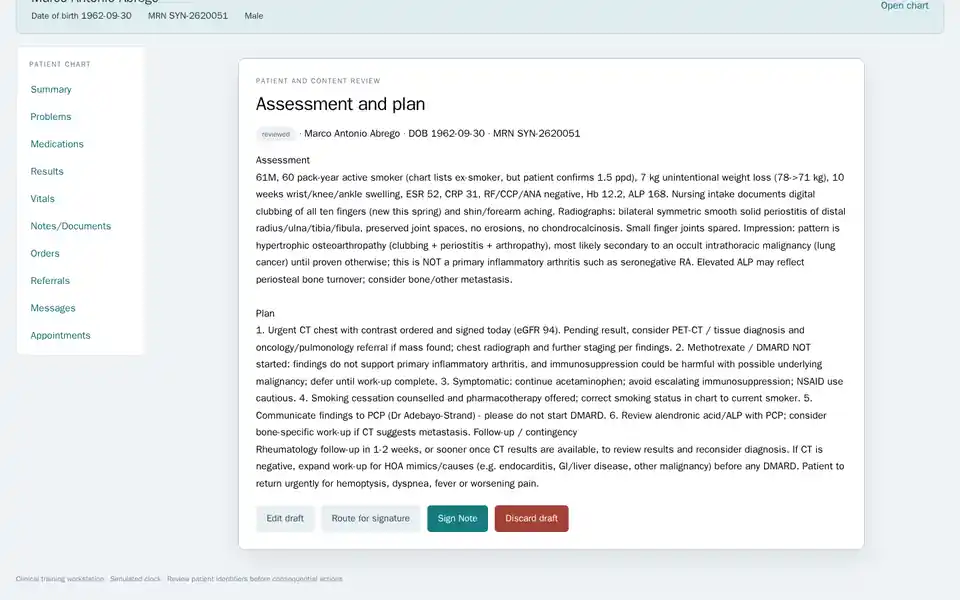 Marco Antonio Abrego
Date of birth 1962-09-30 MRN SYN-2620051 Male
Open chart
PATIENT CHART
Summary
Problems
Medications
Results
Vitals
Notes/Documents
Orders
Referrals
Messages
Appointments
PATIENT AND CONTENT REVIEW
Assessment and plan
reviewed · Marco Antonio Abrego · DOB 1962-09-30 · MRN SYN-2620051
Assessment
61M, 60 pack-year active smoker (chart lists ex-smoker, but patient confirms 1.5 ppd), 7 kg unintentional weight loss (78->71 kg), 10
weeks wrist/knee/ankle swelling, ESR 52, CRP 31, RF/CCP/ANA negative, Hb 12.2, ALP 168. Nursing intake documents digital
clubbing of all ten fingers (new this spring) and shin/forearm aching. Radiographs: bilateral symmetric smooth solid periostitis of distal
radius/ulna/tibia/fibula, preserved joint spaces, no erosions, no chondrocalcinosis. Small finger joints spared. Impression: pattern is
hypertrophic osteoarthropathy (clubbing + periostitis + arthropathy), most likely secondary to an occult intrathoracic malignancy (lung
cancer) until proven otherwise; this is NOT a primary inflammatory arthritis such as seronegative RA. Elevated ALP may reflect
periosteal bone turnover; consider bone/other metastasis.
Plan
1. Urgent CT chest with contrast ordered and signed today (eGFR 94). Pending result, consider PET-CT / tissue diagnosis and
oncology/pulmonology referral if mass found; chest radiograph and further staging per findings. 2. Methotrexate / DMARD NOT
started: findings do not support primary inflammatory arthritis, and immunosuppression could be harmful with possible underlying
malignancy; defer until work-up complete. 3. Symptomatic: continue acetaminophen; avoid escalating immunosuppression; NSAID use
cautious. 4. Smoking cessation counselled and pharmacotherapy offered; correct smoking status in chart to current smoker. 5.
Communicate findings to PCP (Dr Adebayo-Strand) - please do not start DMARD. 6. Review alendronic acid/ALP with PCP; consider
bone-specific work-up if CT suggests metastasis. Follow-up / contingency
Rheumatology follow-up in 1-2 weeks, or sooner once CT results are available, to review results and reconsider diagnosis. If CT is
negative, expand work-up for HOA mimics/causes (e.g. endocarditis, GI/liver disease, other malignancy) before any DMARD. Patient to
return urgently for hemoptysis, dyspnea, fever or worsening pain.
Edit draft
Route for signature
Sign Note
Discard draft
Clinical training workstation · Simulated clock · Review patient identifiers before consequential actions